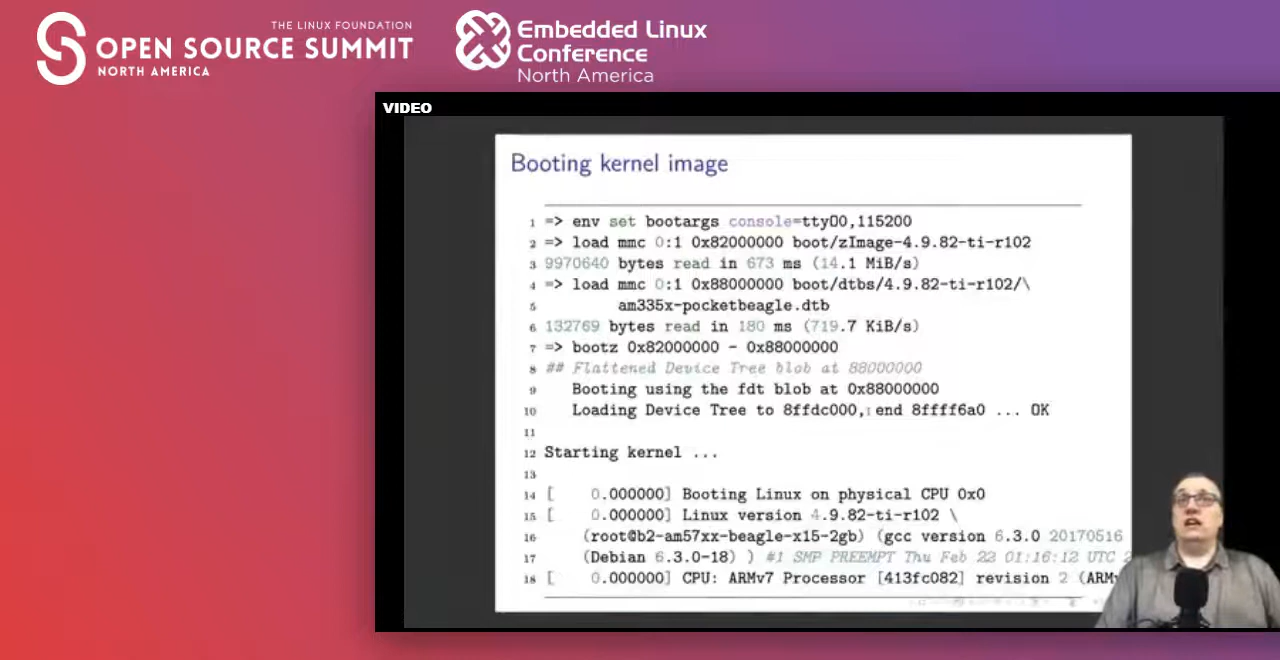 THE LINUX FOUNDATION
OPEN SOURCE SUMMIT
NORTH AMERICA
Embedded Linux
Conference
North America
VIDEO
Booting kernel image
1 => env set bootargs console=ttyO0,115200
2 => load mmc 0:1 0x82000000 boot/zImage-4.9.82-ti-r102
3 9970640 bytes read in 673 ms (14.1 MiB/s)
4 => load mmc 0:1 0x88000000 boot/dtbs/4.9.82-ti-r102/\
5 am335x-pocketbeagle.dtb
6 132769 bytes read in 180 ms (719.7 KiB/s)
7 => bootz 0x82000000 - 0x88000000
8 ## Flattened Device Tree blob at 88000000
9 Booting using the fdt blob at 0x88000000
10 Loading Device Tree to 8ffdc000, end 8ffff6a0 ... OK
11
12 Starting kernel ...
13
14 [ 0.000000] Booting Linux on physical CPU 0x0
15 [ 0.000000] Linux version 4.9.82-ti-r102 \
16 (root@b2-am57xx-beagle-x15-2gb) (gcc version 6.3.0 20170516
17 (Debian 6.3.0-18) ) #1 SMP PREEMPT Thu Feb 22 01:16:12 UTC 2
18 [ 0.000000] CPU: ARMv7 Processor [413fc082] revision 2 (ARMv